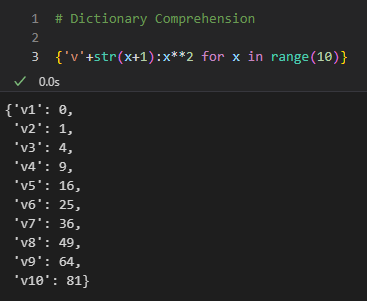 1 # Dictionary Comprehension
2
3 {'v'+str(x+1):x**2 for x in range(10)}
✓ 0.0s
{'v1': 0,
 'v2': 1,
 'v3': 4,
 'v4': 9,
 'v5': 16,
 'v6': 25,
 'v7': 36,
 'v8': 49,
 'v9': 64,
 'v10': 81}